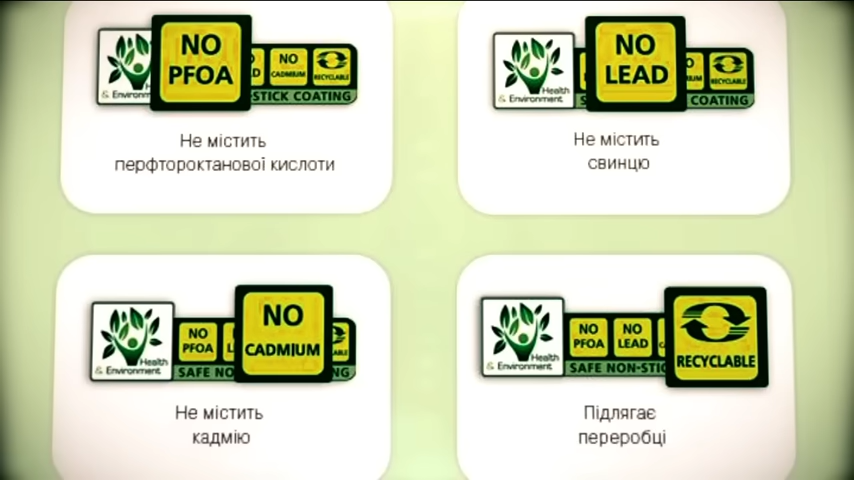 NO
PFOA
NO
CADMIUM
RECYCLABLE
Health
& Environment
-STICK COATING
Не містить
перфтороктанової кислоти
NO
LEAD
RECYCLABLE
Health
& Environment
COATING
Не містить
свинцю
NO
CADMIUM
NO
PFOA
Health
& Environment
SAFE
Не містить
кадмію
NO
PFOA
NO
LEAD
RECYCLABLE
Health
& Environment
SAFE NON-STIC
Підлягає
переробці